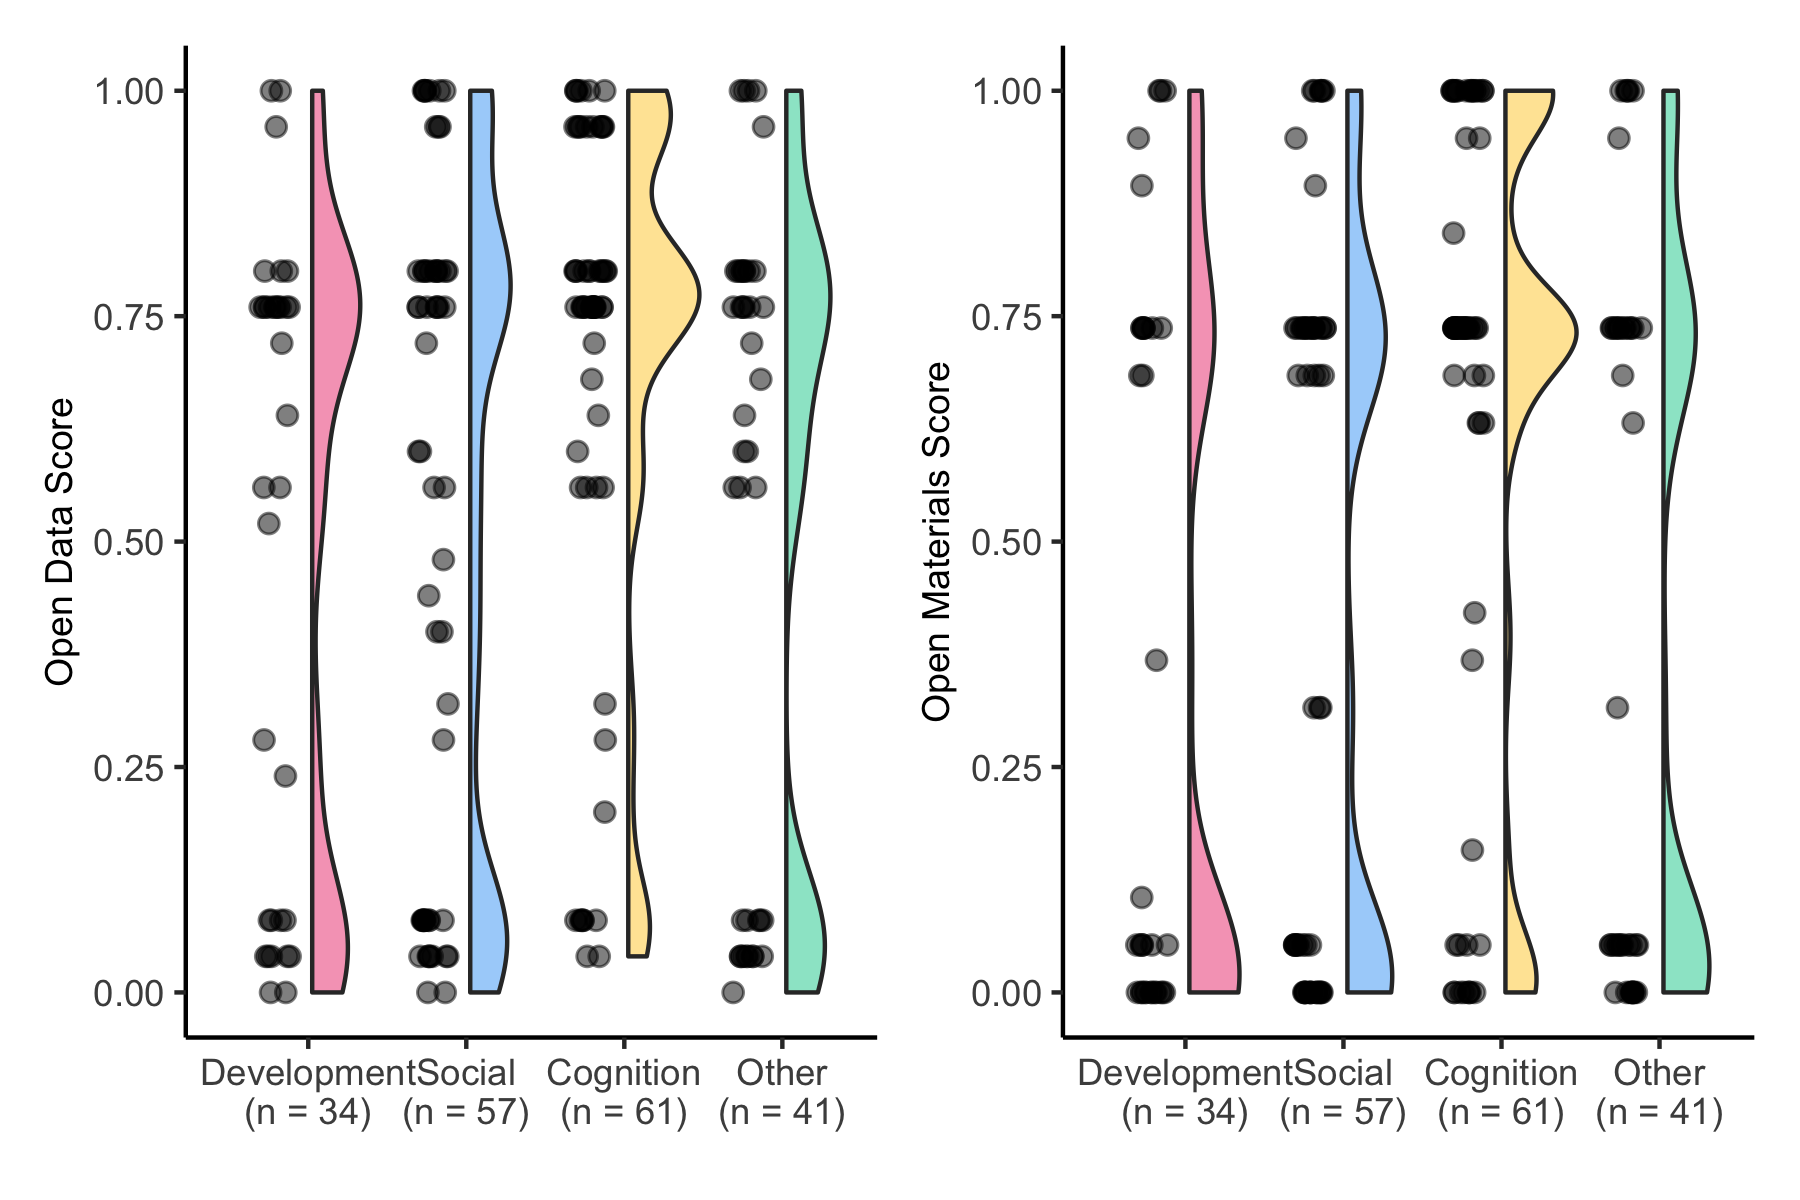 Open Data Score
1.00
0.75
0.50
0.25
0.00
Development Social Cognition Other
(n = 34) (n = 57) (n = 61) (n = 41)
Open Materials Score
1.00
0.75
0.50
0.25
0.00
Development Social Cognition Other
(n = 34) (n = 57) (n = 61) (n = 41)